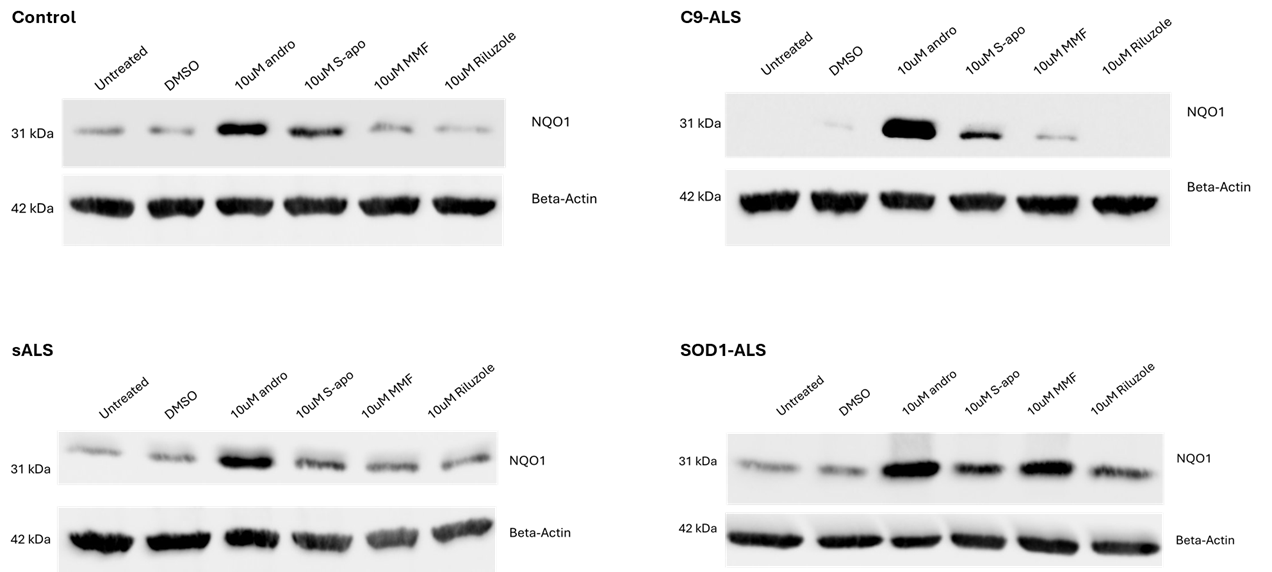 Control
Untreated
DMSO
10uM andro
10uM S-apo
10uM MMF
10uM Riluzole
31 kDa
NQO1
42 kDa
Beta-Actin
C9-ALS
Untreated
DMSO
10uM andro
10uM S-apo
10uM MMF
10uM Riluzole
31 kDa
NQO1
42 kDa
Beta-Actin
sALS
Untreated
DMSO
10uM andro
10uM S-apo
10uM MMF
10uM Riluzole
31 kDa
NQO1
42 kDa
Beta-Actin
SOD1-ALS
Untreated
DMSO
10uM andro
10uM S-apo
10uM MMF
10uM Riluzole
31 kDa
NQO1
42 kDa
Beta-Actin